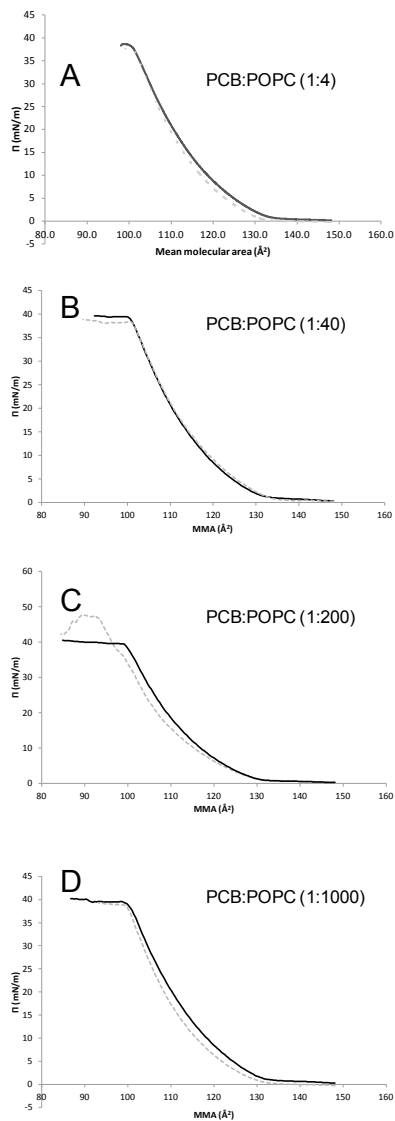 45
40
35
30
25
20
15
10
5
0
-5
Π (mN/m)
A
PCB:POPC (1:4)
80.0 90.0 100.0 110.0 120.0 130.0 140.0 150.0 160.0
Mean molecular area (Å²)
45
40
35
30
25
20
15
10
5
0
Π (mN/m)
B
PCB:POPC (1:40)
80 90 100 110 120 130 140 150 160
MMA (Å²)
60
50
40
30
20
10
0
Π (mN/m)
C
PCB:POPC (1:200)
80 90 100 110 120 130 140 150 160
MMA (Å²)
45
40
35
30
25
20
15
10
5
0
-5
Π (mN/m)
D
PCB:POPC (1:1000)
80 90 100 110 120 130 140 150 160
MMA (Å²)